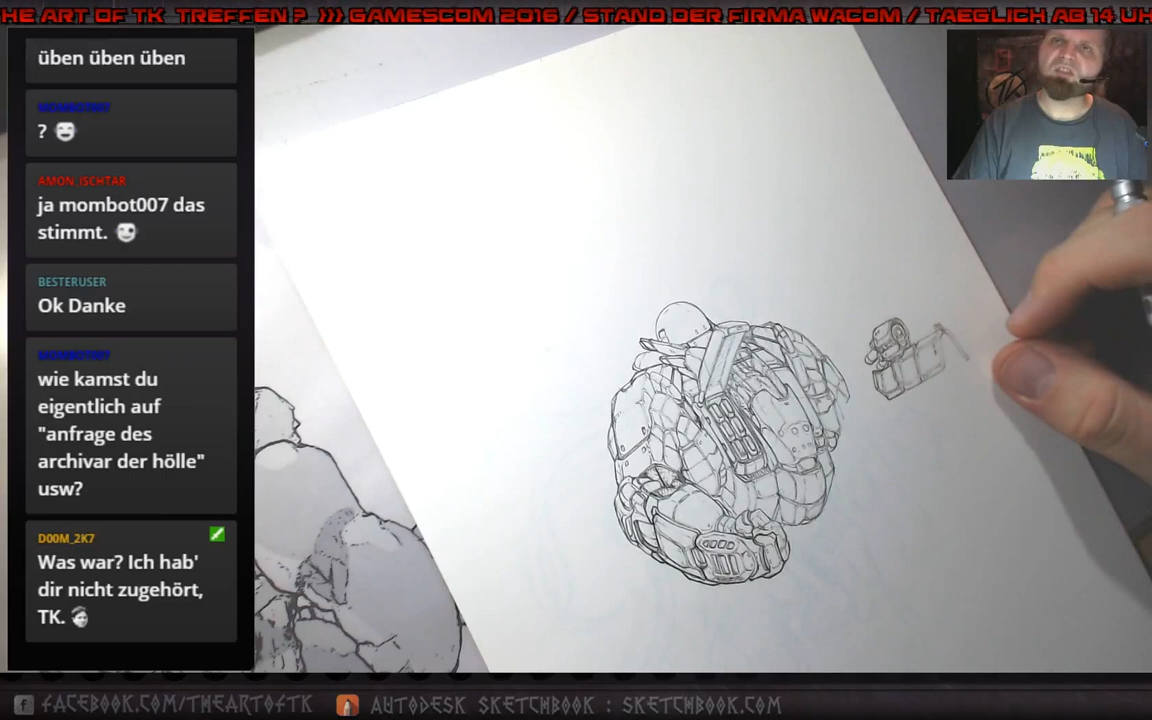 HE ART OF TK TREFFEN ? >>> GAMESCOM 2016 / STAND DER FIRMA WACOM / TAEGLICH AB 14 UH
üben üben üben
?
AMON_ISCHTAR
ja mombot007 das
stimmt.
BESTERUSER
Ok Danke
wie kamst du
eigentlich auf
"anfrage des
archivar der hölle"
usw?
D00M_2K7
Was war? Ich hab'
dir nicht zugehört,
TK.
TK
FACEBOOK.COM/THEARTOFTK AUTODESK SKETCHBOOK : SKETCHBOOK.COM